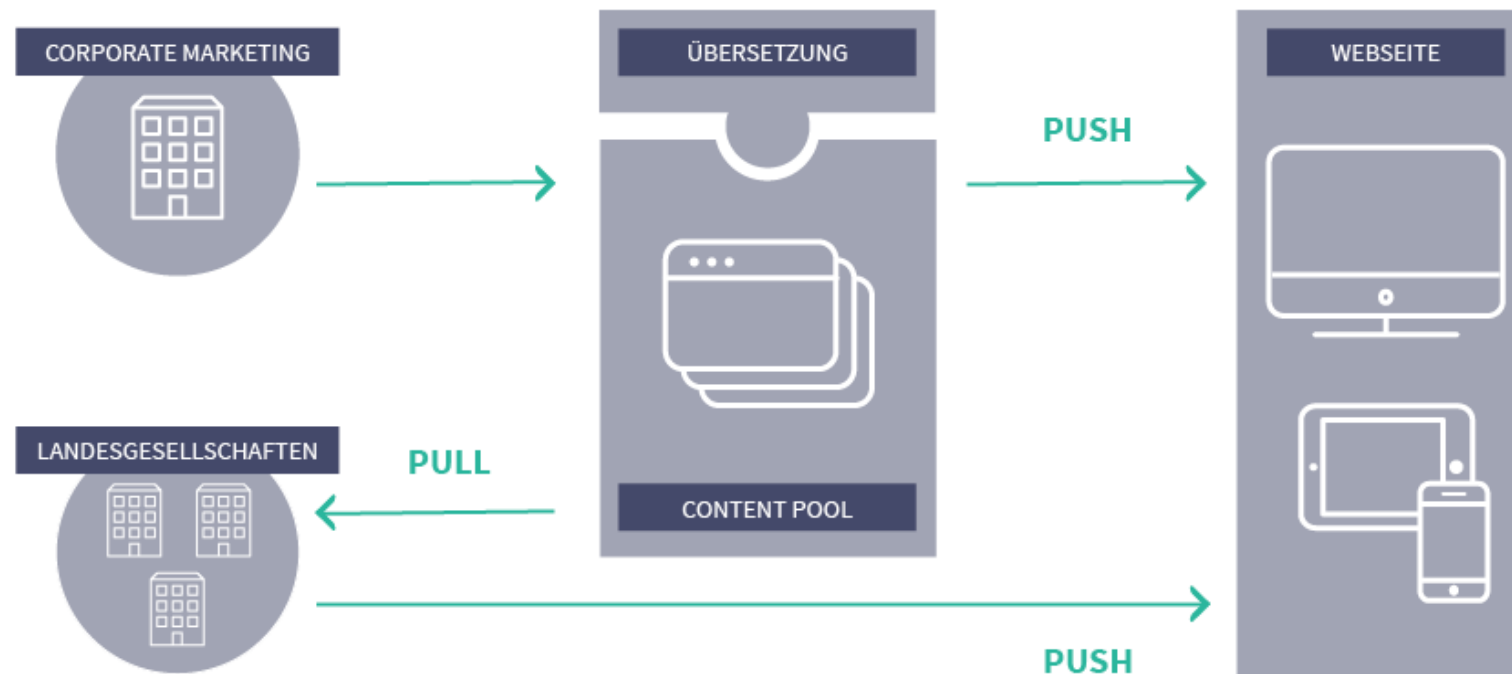 CORPORATE MARKETING
ÜBERSETZUNG
WEBSEITE
PUSH
LANDESGESELLSCHAFTEN
PULL
CONTENT POOL
PUSH